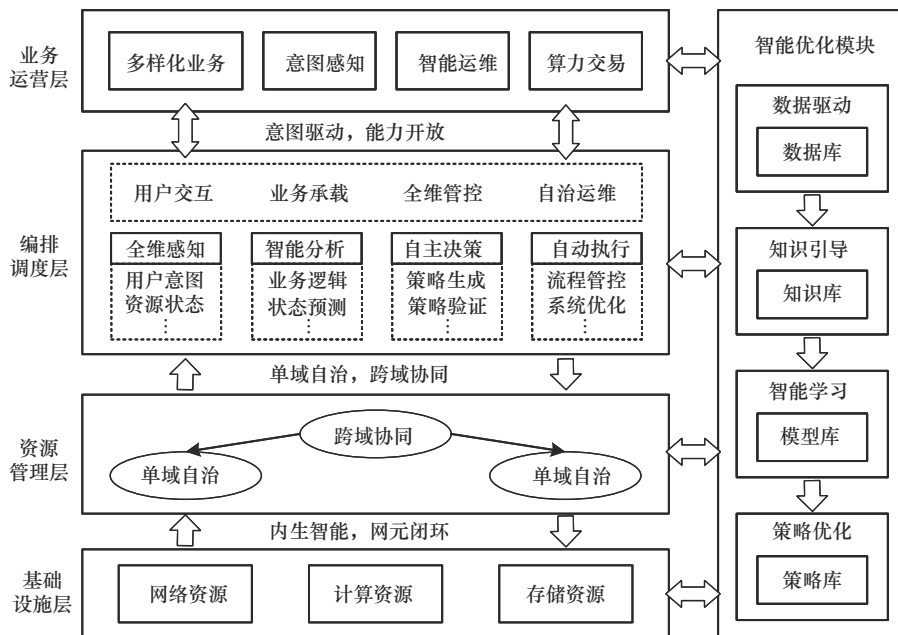 业务
运营层
多样化业务
意图感知
智能运维
算力交易
意图驱动，能力开放
编排
调度层
用户交互
业务承载
全维管控
自治运维
全维感知
用户意图
资源状态
⋮
智能分析
业务逻辑
状态预测
⋮
自主决策
策略生成
策略验证
⋮
自动执行
流程管控
系统优化
⋮
单域自治，跨域协同
资源
管理层
跨域协同
单域自治
单域自治
内生智能，网元闭环
基础
设施层
网络资源
计算资源
存储资源
智能优化模块
数据驱动
数据库
知识引导
知识库
智能学习
模型库
策略优化
策略库